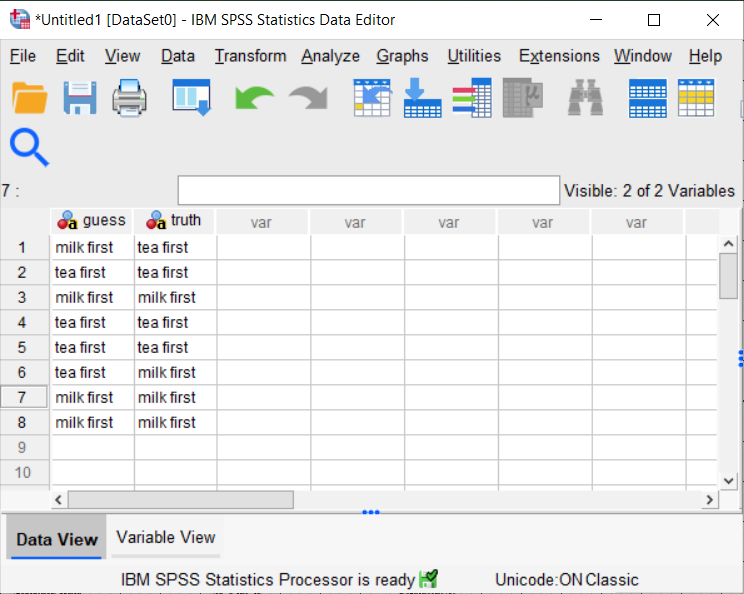 *Untitled1 [DataSet0] - IBM SPSS Statistics Data Editor
File Edit View Data Transform Analyze Graphs Utilities Extensions Window Help
7 : Visible: 2 of 2 Variables
guess truth var var var var var
1 milk first tea first
2 tea first tea first
3 milk first milk first
4 tea first tea first
5 tea first tea first
6 tea first milk first
7 milk first milk first
8 milk first milk first
9
10
Data View Variable View
IBM SPSS Statistics Processor is ready Unicode:ON Classic